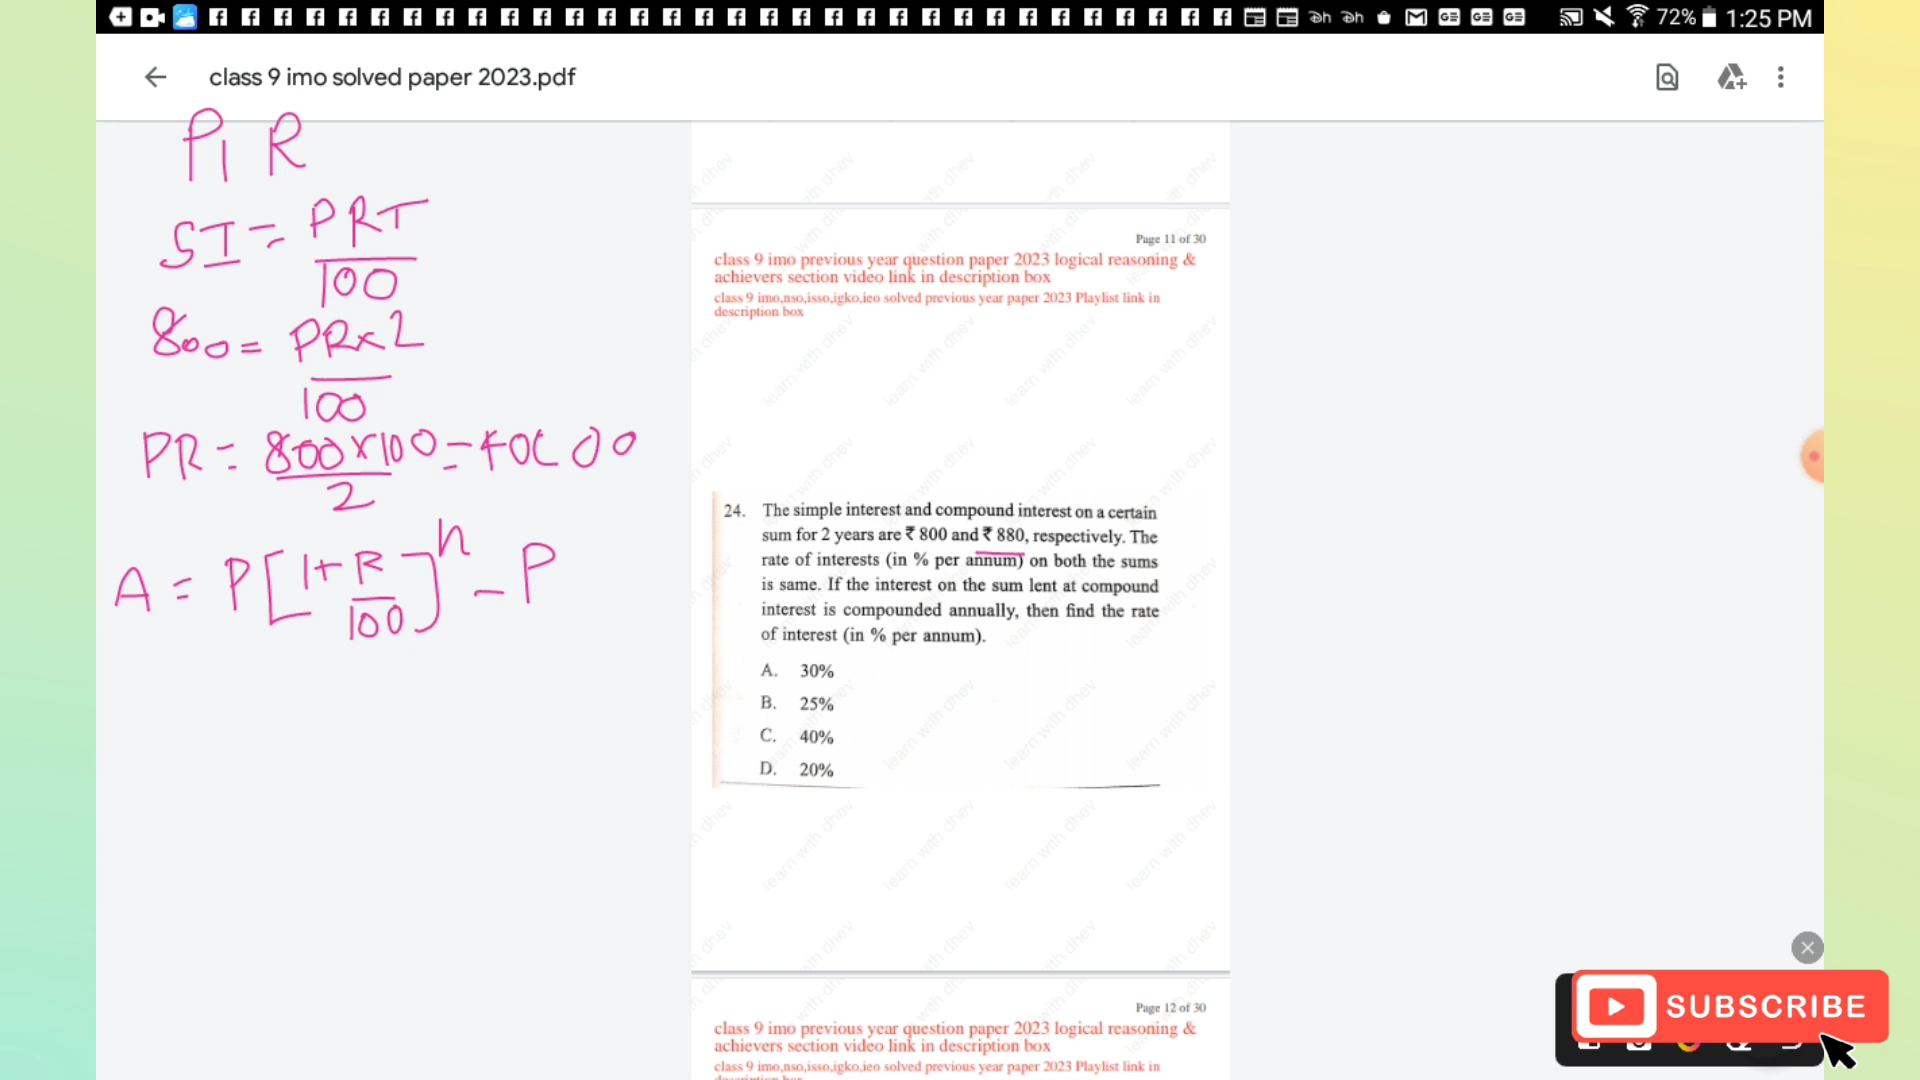 72% 1:25 PM
class 9 imo solved paper 2023.pdf
P1 R
SI = PRT
100
800 = PR×2
100
PR = 800×100 = 40000
2
A = P[1+R/100]^n - P
Page 11 of 30
class 9 imo previous year question paper 2023 logical reasoning &
achievers section video link in description box
class 9 imo,nso,isso,igko,ieo solved previous year paper 2023 Playlist link in
description box
24. The simple interest and compound interest on a certain
sum for 2 years are ₹ 800 and ₹ 880, respectively. The
rate of interests (in % per annum) on both the sums
is same. If the interest on the sum lent at compound
interest is compounded annually, then find the rate
of interest (in % per annum).
A. 30%
B. 25%
C. 40%
D. 20%
learn with dhev
Page 12 of 30
class 9 imo previous year question paper 2023 logical reasoning &
achievers section video link in description box
class 9 imo,nso,isso,igko,ieo solved previous year paper 2023 Playlist link in
SUBSCRIBE